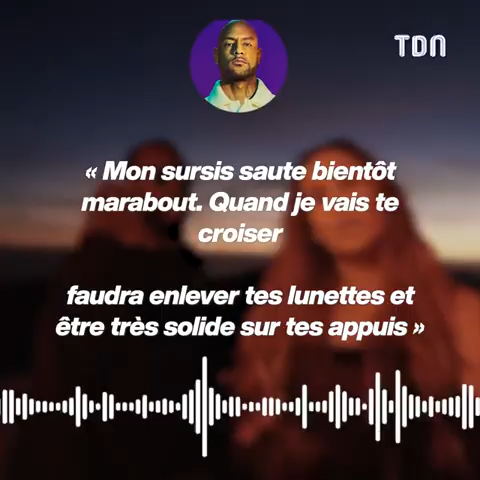 TDN
« Mon sursis saute bientôt
marabout. Quand je vais te
croiser
faudra enlever tes lunettes et
être très solide sur tes appuis »